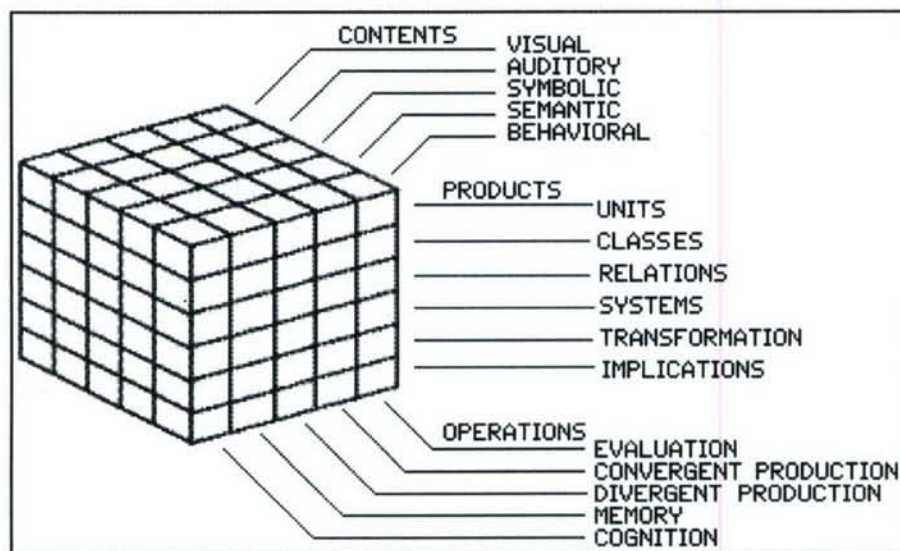 CONTENTS
VISUAL
AUDITORY
SYMBOLIC
SEMANTIC
BEHAVIORAL
PRODUCTS
UNITS
CLASSES
RELATIONS
SYSTEMS
TRANSFORMATION
IMPLICATIONS
OPERATIONS
EVALUATION
CONVERGENT PRODUCTION
DIVERGENT PRODUCTION
MEMORY
COGNITION